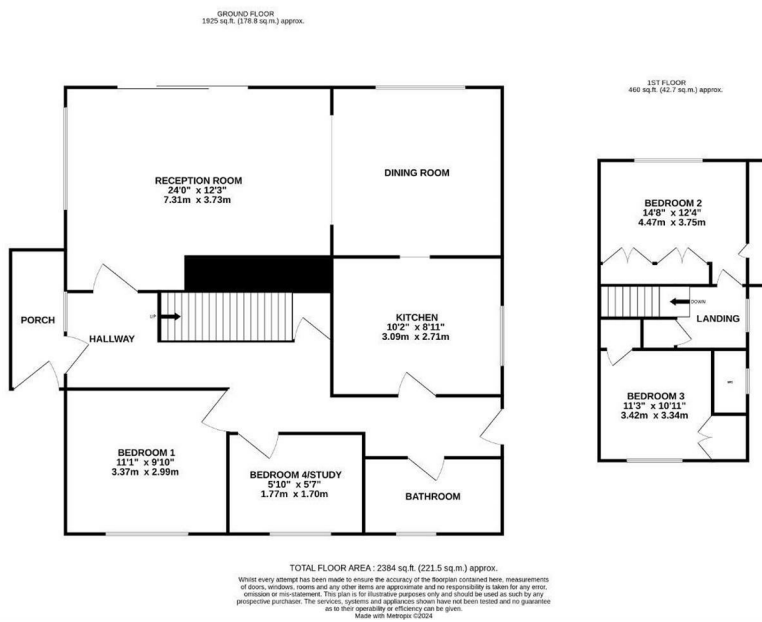 GROUND FLOOR
1925 sq.ft. (178.8 sq.m.) approx.
1ST FLOOR
460 sq.ft. (42.7 sq.m.) approx.
RECEPTION ROOM
24'0" x 12'3"
7.31m x 3.73m
DINING ROOM
PORCH
HALLWAY
UP
KITCHEN
10'2" x 8'11"
3.09m x 2.71m
BEDROOM 1
11'1" x 9'10"
3.37m x 2.99m
BEDROOM 4/STUDY
5'10" x 5'7"
1.77m x 1.70m
BATHROOM
BEDROOM 2
14'8" x 12'4"
4.47m x 3.75m
DOWN
LANDING
BEDROOM 3
11'3" x 10'11"
3.42m x 3.34m
TOTAL FLOOR AREA : 2384 sq.ft. (221.5 sq.m.) approx.
Whilst every attempt has been made to ensure the accuracy of the floorplan contained here, measurements
of doors, windows, rooms and any other items are approximate and no responsibility is taken for any error,
omission or mis-statement. This plan is for illustrative purposes only and should be used as such by any
prospective purchaser. The services, systems and appliances shown have not been tested and no guarantee
as to their operability or efficiency can be given.
Made with Metropix ©2024